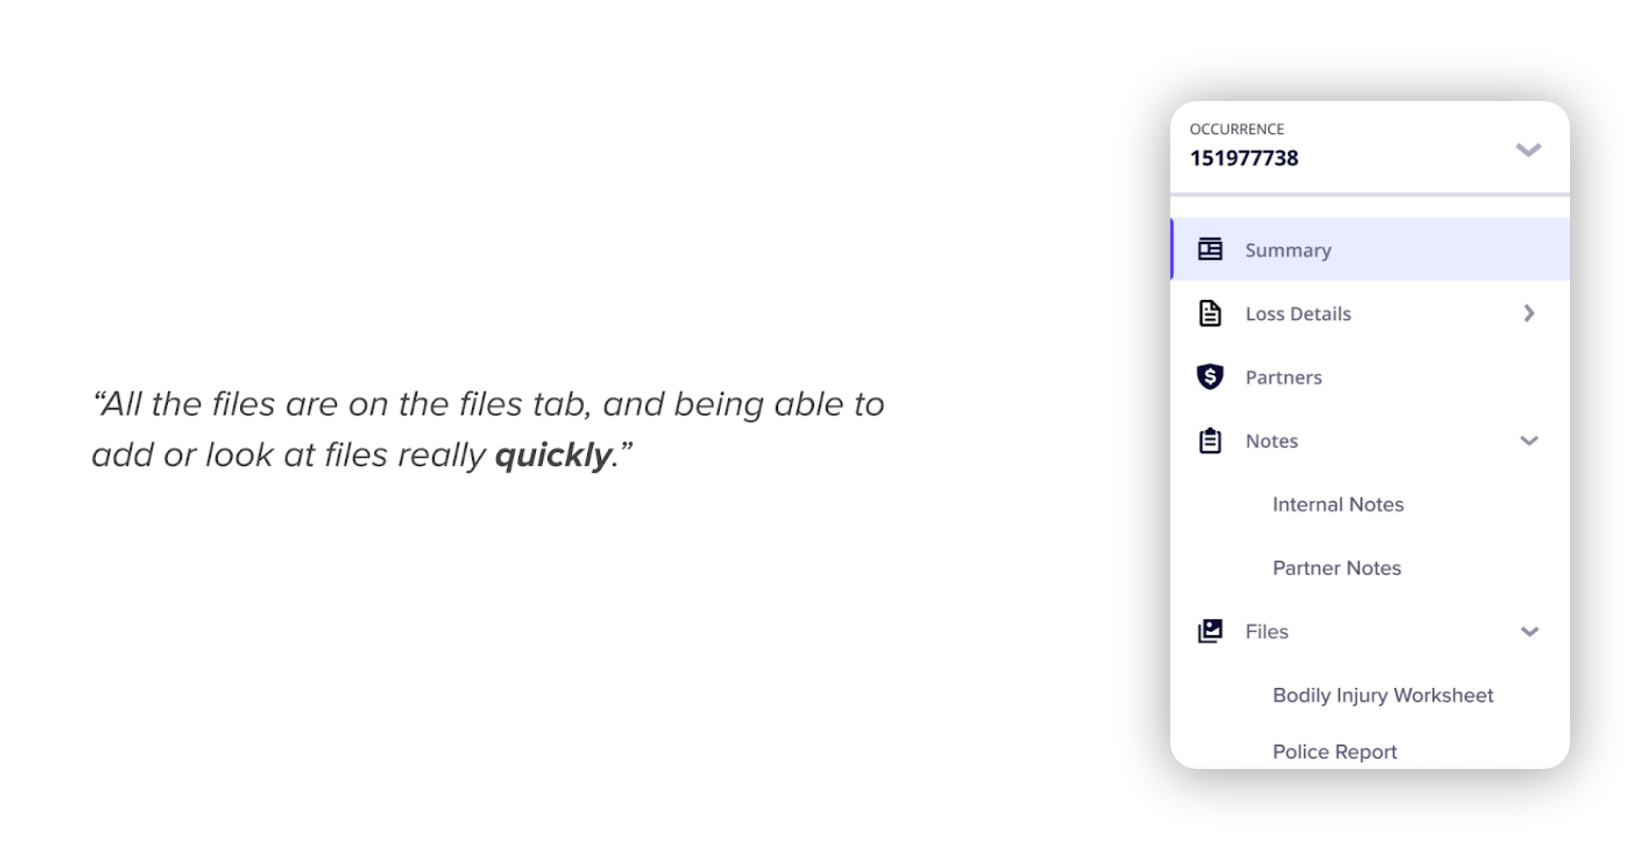 “All the files are on the files tab, and being able to
add or look at files really quickly.”
OCCURRENCE
151977738
Summary
Loss Details
Partners
Notes
Internal Notes
Partner Notes
Files
Bodily Injury Worksheet
Police Report